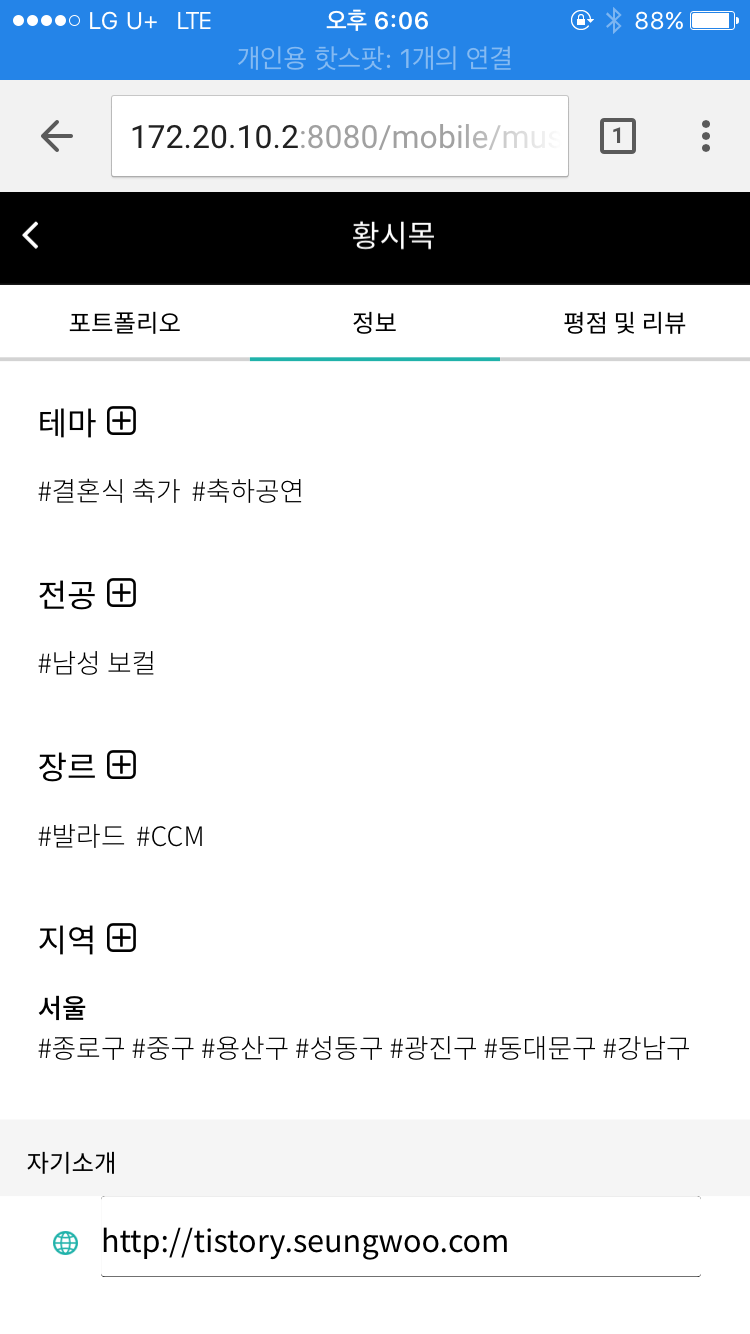 LG U+ LTE 오후 6:06 88%
개인용 핫스팟: 1개의 연결
172.20.10.2:8080/mobile/mus 1
황시목
포트폴리오 정보 평점 및 리뷰
테마
#결혼식 축가 #축하공연
전공
#남성 보컬
장르
#발라드 #CCM
지역
서울
#종로구 #중구 #용산구 #성동구 #광진구 #동대문구 #강남구
자기소개
http://tistory.seungwoo.com